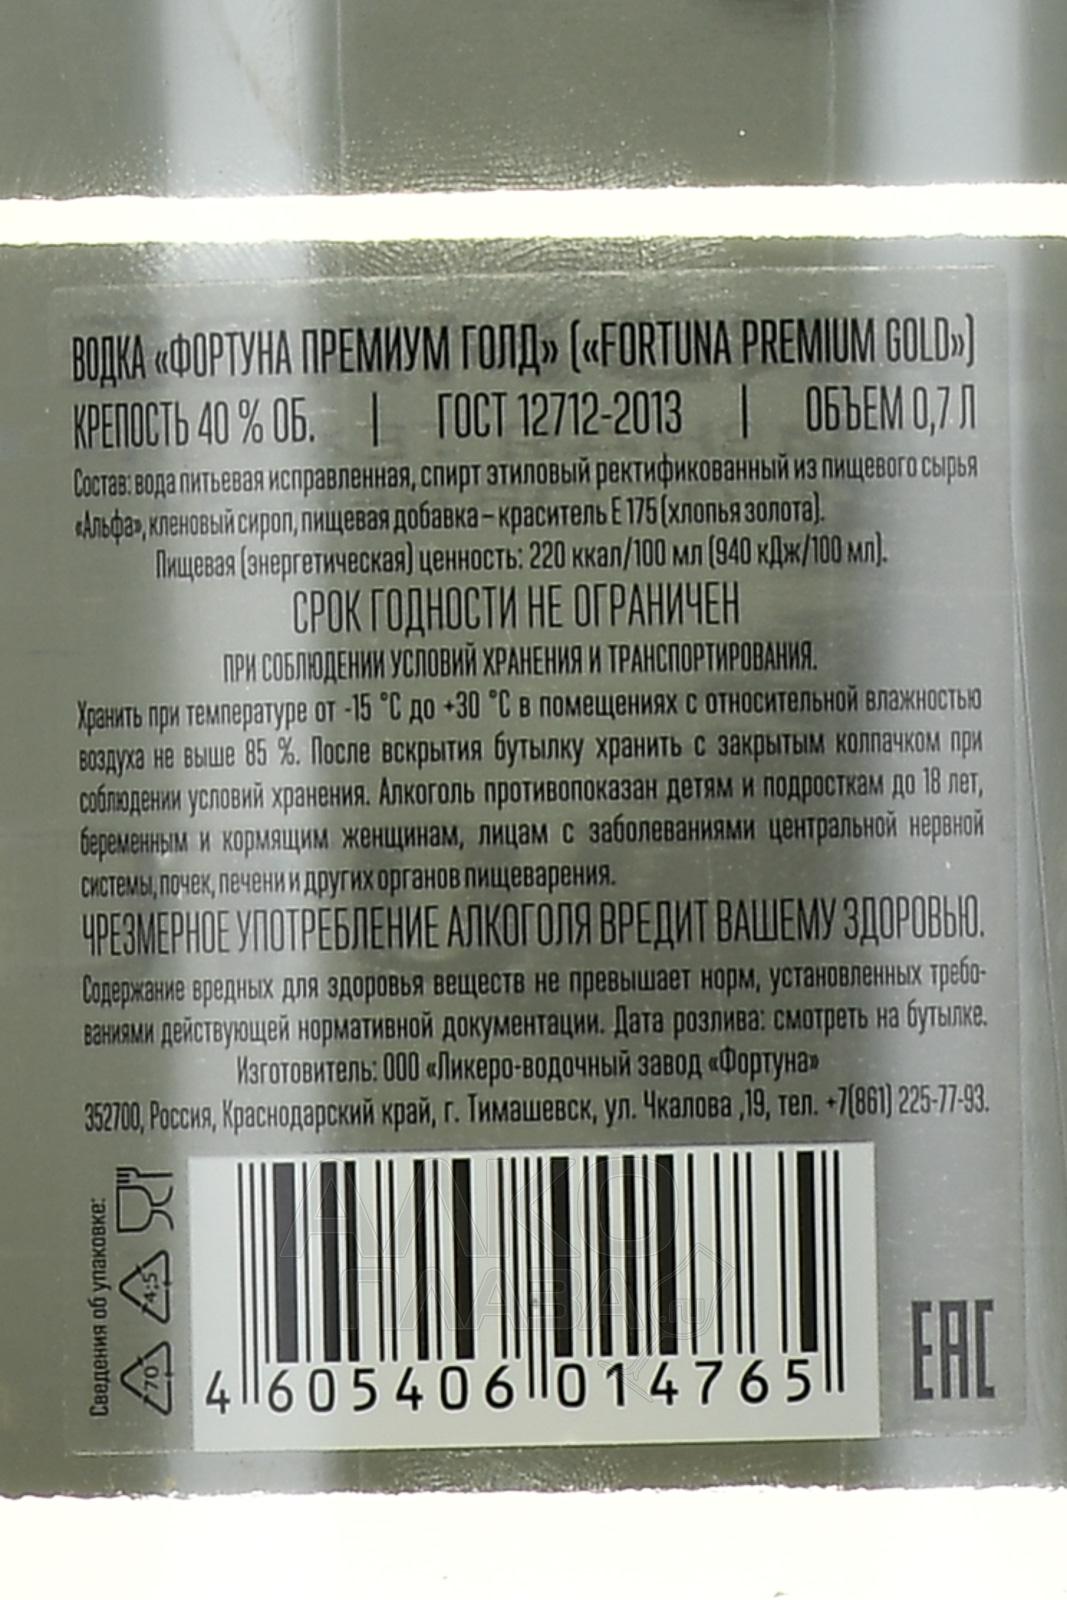 ВОДКА «ФОРТУНА ПРЕМИУМ ГОЛД» («FORTUNA PREMIUM GOLD»)
КРЕПОСТЬ 40 % ОБ. | ГОСТ 12712-2013 | ОБЪЕМ 0,7 Л
Состав: вода питьевая исправленная, спирт этиловый ректификованный из пищевого сырья
«Альфа», кленовый сироп, пищевая добавка – краситель Е 175 (хлопья золота).
Пищевая (энергетическая) ценность: 220 ккал/100 мл (940 кДж/100 мл).
СРОК ГОДНОСТИ НЕ ОГРАНИЧЕН
ПРИ СОБЛЮДЕНИИ УСЛОВИЙ ХРАНЕНИЯ И ТРАНСПОРТИРОВАНИЯ.
Хранить при температуре от -15 °С до +30 °С в помещениях с относительной влажностью
воздуха не выше 85 %. После вскрытия бутылку хранить с закрытым колпачком при
соблюдении условий хранения. Алкоголь противопоказан детям и подросткам до 18 лет,
беременным и кормящим женщинам, лицам с заболеваниями центральной нервной
системы, почек, печени и других органов пищеварения.
ЧРЕЗМЕРНОЕ УПОТРЕБЛЕНИЕ АЛКОГОЛЯ ВРЕДИТ ВАШЕМУ ЗДОРОВЬЮ.
Содержание вредных для здоровья веществ не превышает норм, установленных требо-
ваниями действующей нормативной документации. Дата розлива: смотреть на бутылке.
Изготовитель: ООО «Ликеро-водочный завод «Фортуна»
352700, Россия, Краснодарский край, г. Тимашевск, ул. Чкалова ,19, тел. +7(861) 225-77-93.
Сведения об упаковке:
70
4:5
АЛКО
ПЛАЗА.ru
4 605406 014765
EAC